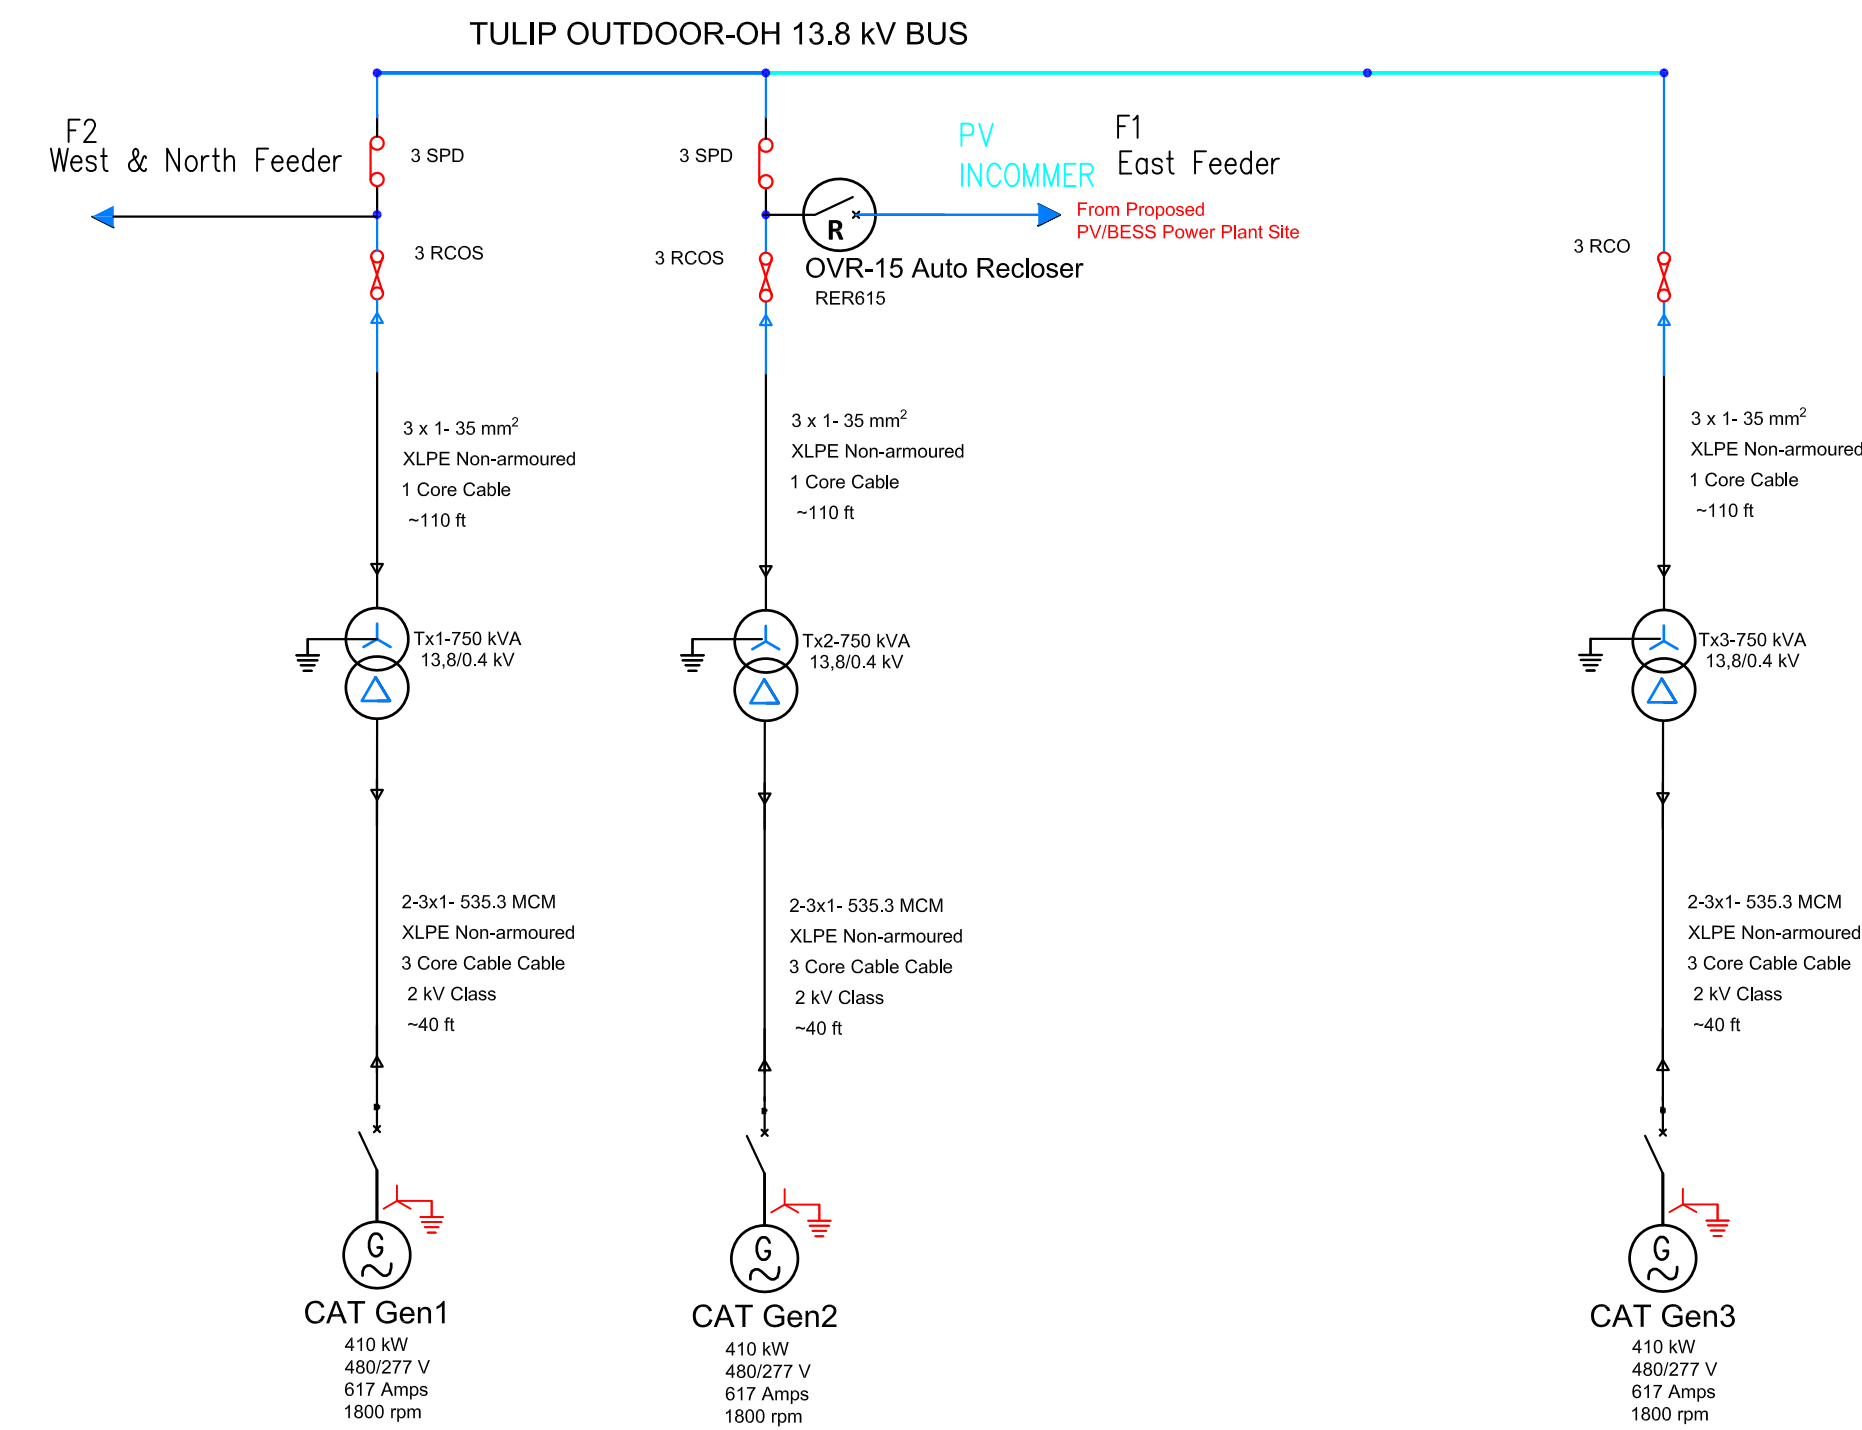 TULIP OUTDOOR-OH 13.8 kV BUS
F2
West & North Feeder
3 SPD
3 RCOS
3 SPD
3 RCOS
PV
INCOMMER
F1
East Feeder
From Proposed
PV/BESS Power Plant Site
R
OVR-15 Auto Recloser
RER615
3 RCO
3 x 1- 35 mm²
XLPE Non-armoured
1 Core Cable
~110 ft
3 x 1- 35 mm²
XLPE Non-armoured
1 Core Cable
~110 ft
3 x 1- 35 mm²
XLPE Non-armoured
1 Core Cable
~110 ft
Tx1-750 kVA
13,8/0.4 kV
Tx2-750 kVA
13,8/0.4 kV
Tx3-750 kVA
13,8/0.4 kV
2-3x1- 535.3 MCM
XLPE Non-armoured
3 Core Cable Cable
2 kV Class
~40 ft
2-3x1- 535.3 MCM
XLPE Non-armoured
3 Core Cable Cable
2 kV Class
~40 ft
2-3x1- 535.3 MCM
XLPE Non-armoured
3 Core Cable Cable
2 kV Class
~40 ft
G
CAT Gen1
410 kW
480/277 V
617 Amps
1800 rpm
G
CAT Gen2
410 kW
480/277 V
617 Amps
1800 rpm
G
CAT Gen3
410 kW
480/277 V
617 Amps
1800 rpm